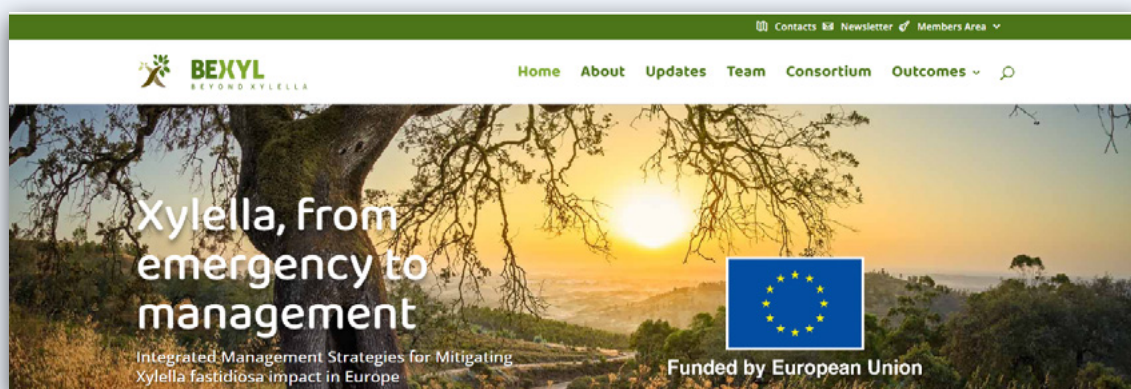 Contacts Newsletter Members Area
BEXYL
BEYOND XYLELLA
Home About Updates Team Consortium Outcomes
Xylella, from
emergency to
management
Integrated Management Strategies for Mitigating
Xylella fastidiosa impact in Europe
Funded by European Union